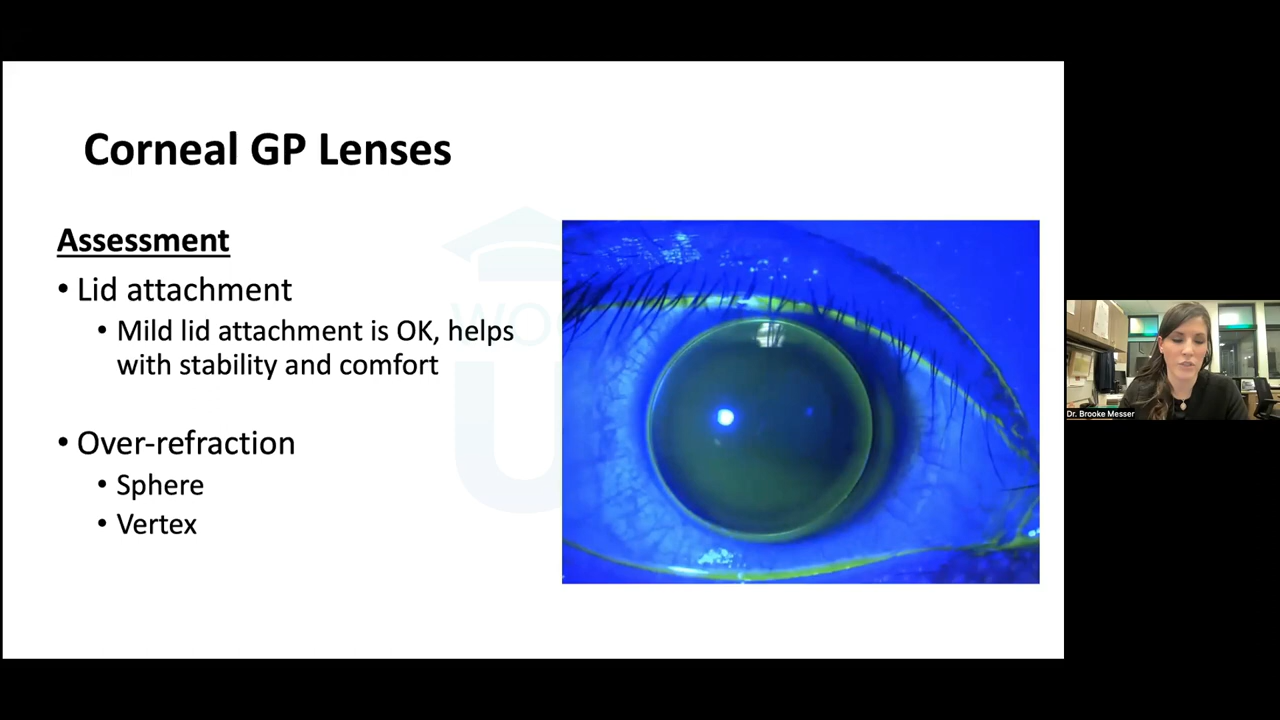 Corneal GP Lenses
Assessment
• Lid attachment
• Mild lid attachment is OK, helps
with stability and comfort
• Over-refraction
• Sphere
• Vertex
WOO
U
Dr. Brooke Messer